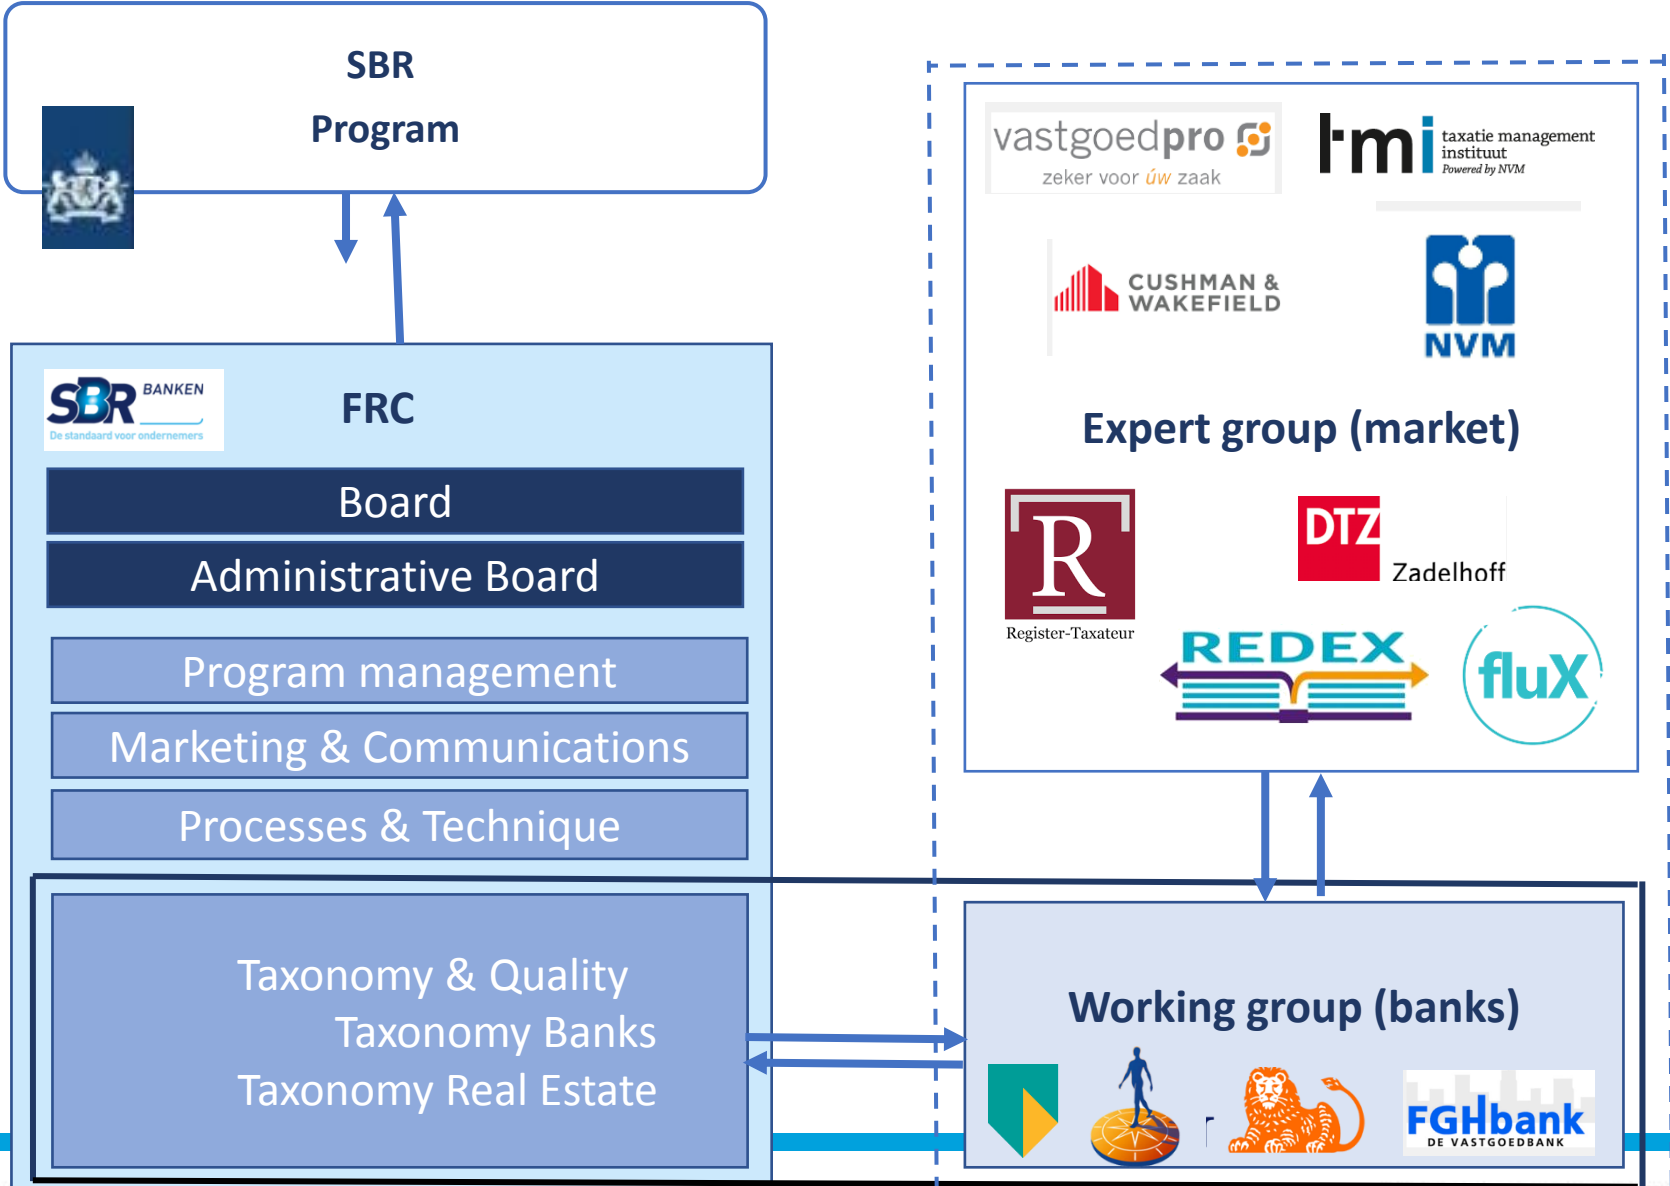 SBR
Program
SBR BANKEN
De standaard voor ondernemers
FRC
Board
Administrative Board
Program management
Marketing & Communications
Processes & Technique
Taxonomy & Quality
Taxonomy Banks
Taxonomy Real Estate
vastgoedpro
zeker voor úw zaak
tmi taxatie management
instituut
Powered by NVM
CUSHMAN &
WAKEFIELD
NVM
Expert group (market)
R
Register-Taxateur
DTZ
Zadelhoff
REDEX
fluX
Working group (banks)
r
FGHbank
DE VASTGOEDBANK